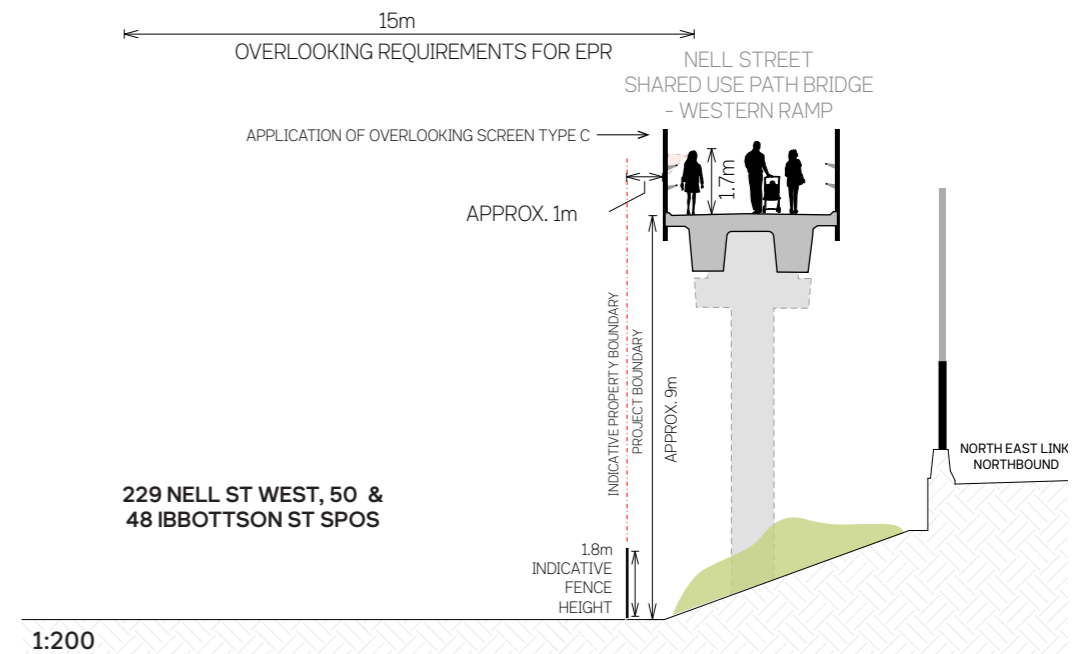 15m
OVERLOOKING REQUIREMENTS FOR EPR
NELL STREET
SHARED USE PATH BRIDGE
- WESTERN RAMP
APPLICATION OF OVERLOOKING SCREEN TYPE C
1.7m
APPROX. 1m
INDICATIVE PROPERTY BOUNDARY
PROJECT BOUNDARY
APPROX. 9m
NORTH EAST LINK
NORTHBOUND
229 NELL ST WEST, 50 &
48 IBBOTTSON ST SPOS
1.8m
INDICATIVE
FENCE
HEIGHT
1:200